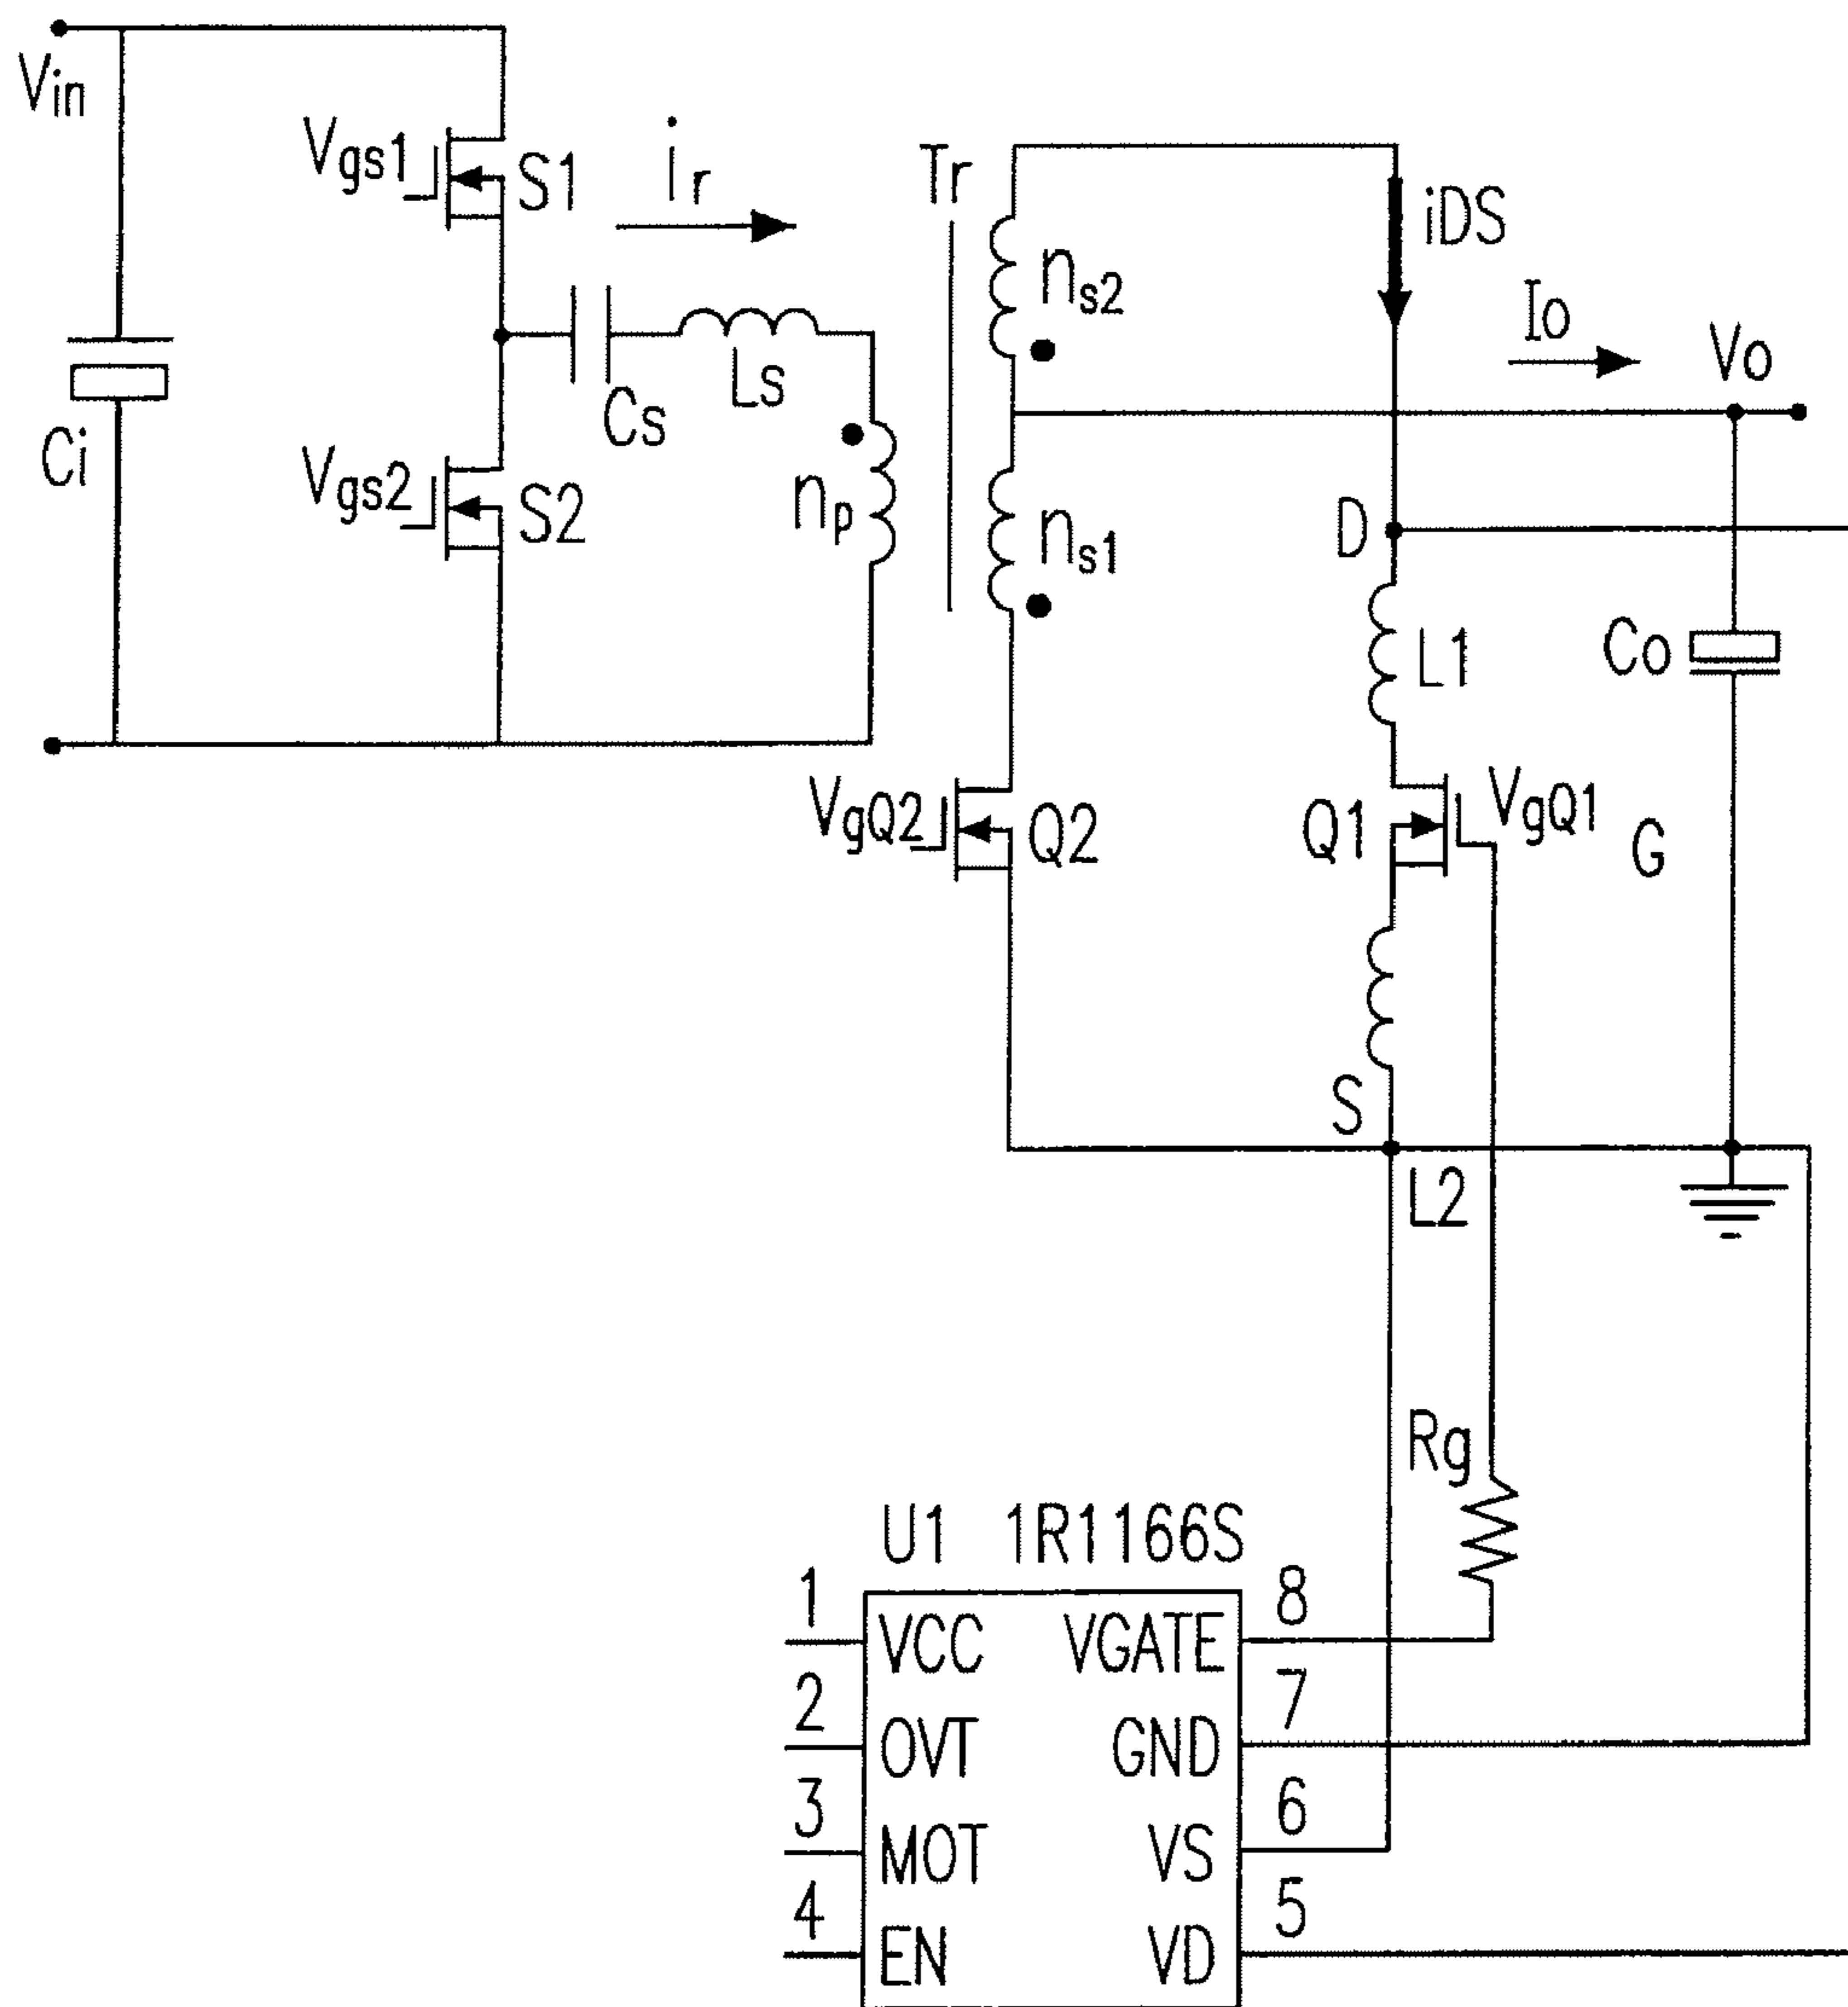 Vin
Vgs1
S1
ir
Tr
ns2
iDS
Io
Vo
Ci
Vgs2
S2
Cs
Ls
np
ns1
D
L1
Co
VgQ2
Q2
Q1
VgQ1
G
S
L2
Rg
U1 1R1166S
1 VCC VGATE 8
2 OVT GND 7
3 MOT VS 6
4 EN VD 5